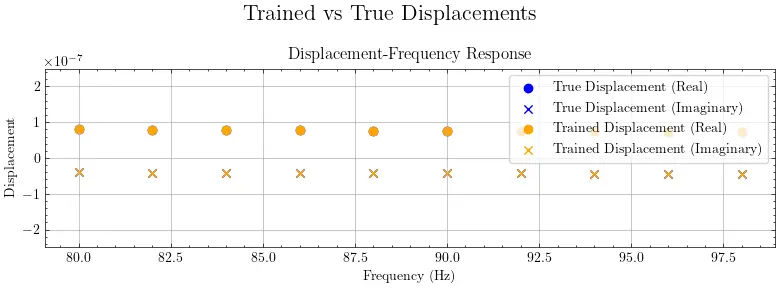 Trained vs True Displacements
Displacement-Frequency Response
×10⁻⁷
True Displacement (Real)
True Displacement (Imaginary)
Trained Displacement (Real)
Trained Displacement (Imaginary)
2
1
0
−1
−2
Displacement
80.0 82.5 85.0 87.5 90.0 92.5 95.0 97.5
Frequency (Hz)